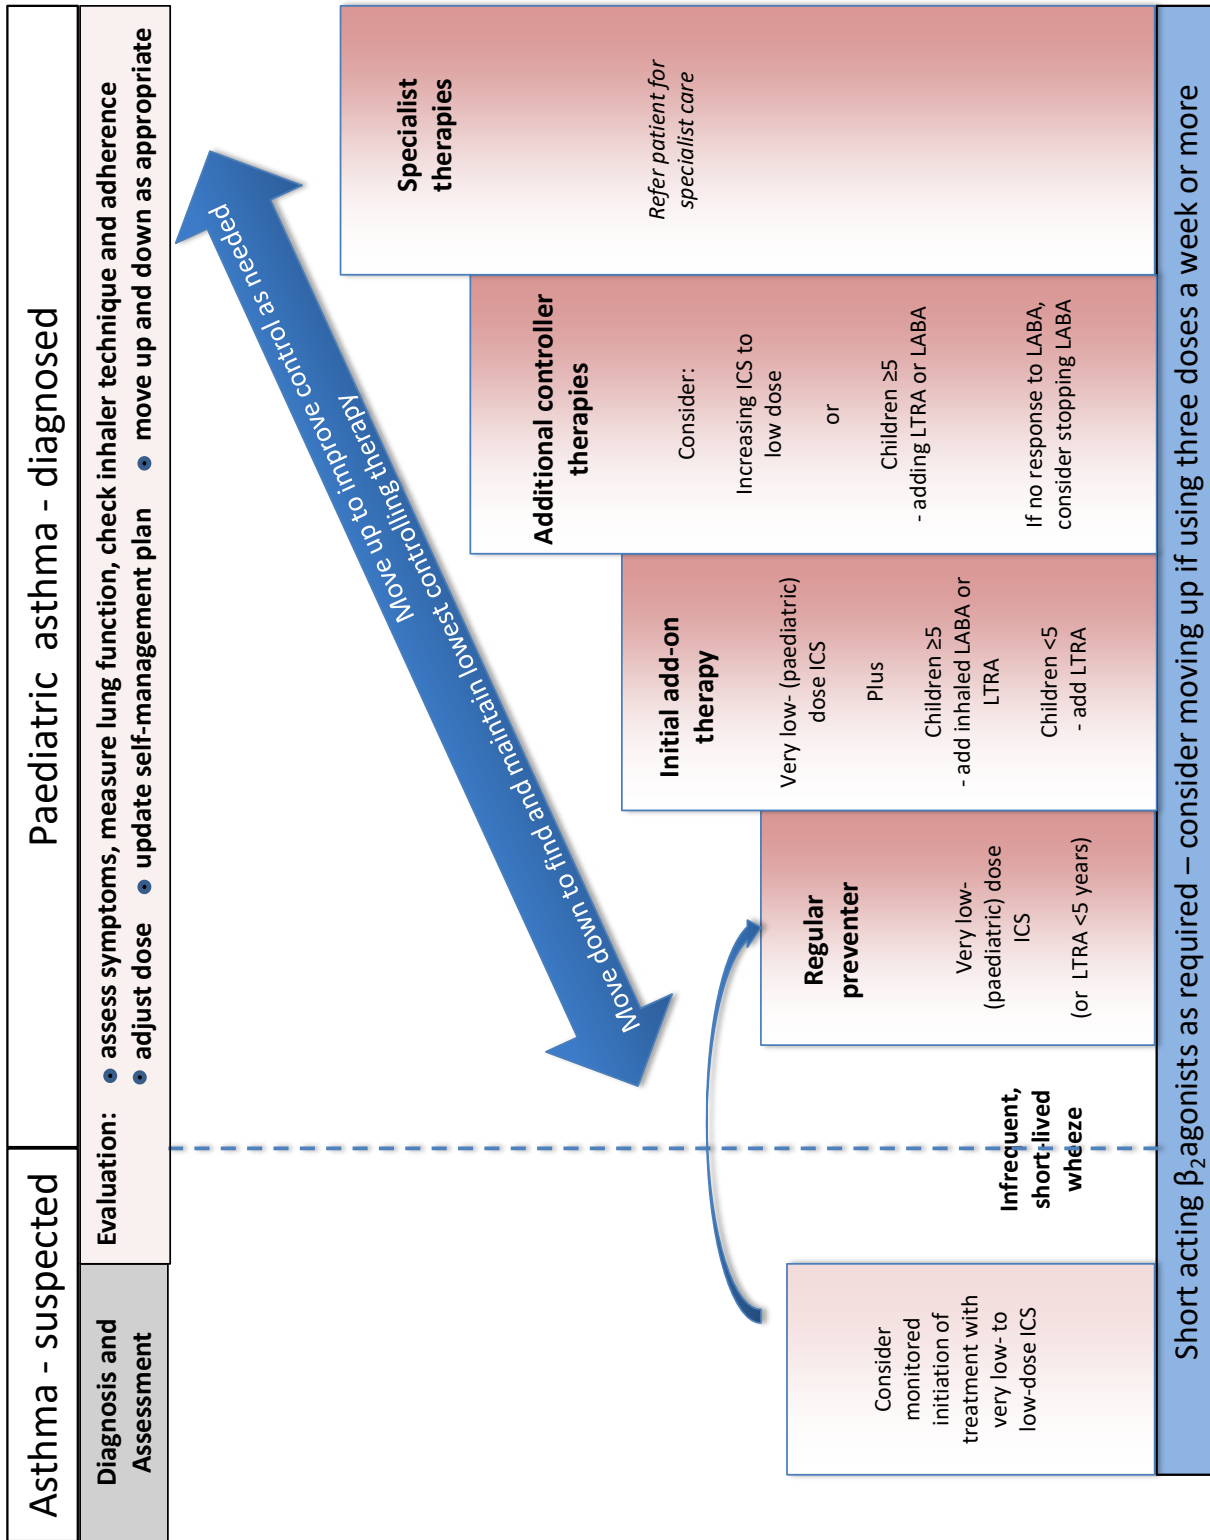 Asthma - suspected
Paediatric  asthma - diagnosed
Diagnosis and
Assessment
Evaluation:
• assess symptoms, measure lung function, check inhaler technique and adherence
• adjust dose • update self-management plan • move up and down as appropriate
Move up to improve control as needed
Move down to find and maintain lowest controlling therapy
Consider
monitored
initiation of
treatment with
very low- to
low-dose ICS
Infrequent,
short-lived
wheeze
Regular
preventer
Very low-
(paediatric) dose
ICS
(or LTRA <5 years)
Initial add-on
therapy
Very low- (paediatric)
dose ICS
Plus
Children ≥5
- add inhaled LABA or
LTRA
Children <5
- add LTRA
Additional controller
therapies
Consider:
Increasing ICS to
low dose
or
Children ≥5
- adding LTRA or LABA
If no response to LABA,
consider stopping LABA
Specialist
therapies
Refer patient for
specialist care
Short acting β₂agonists as required – consider moving up if using three doses a week or more